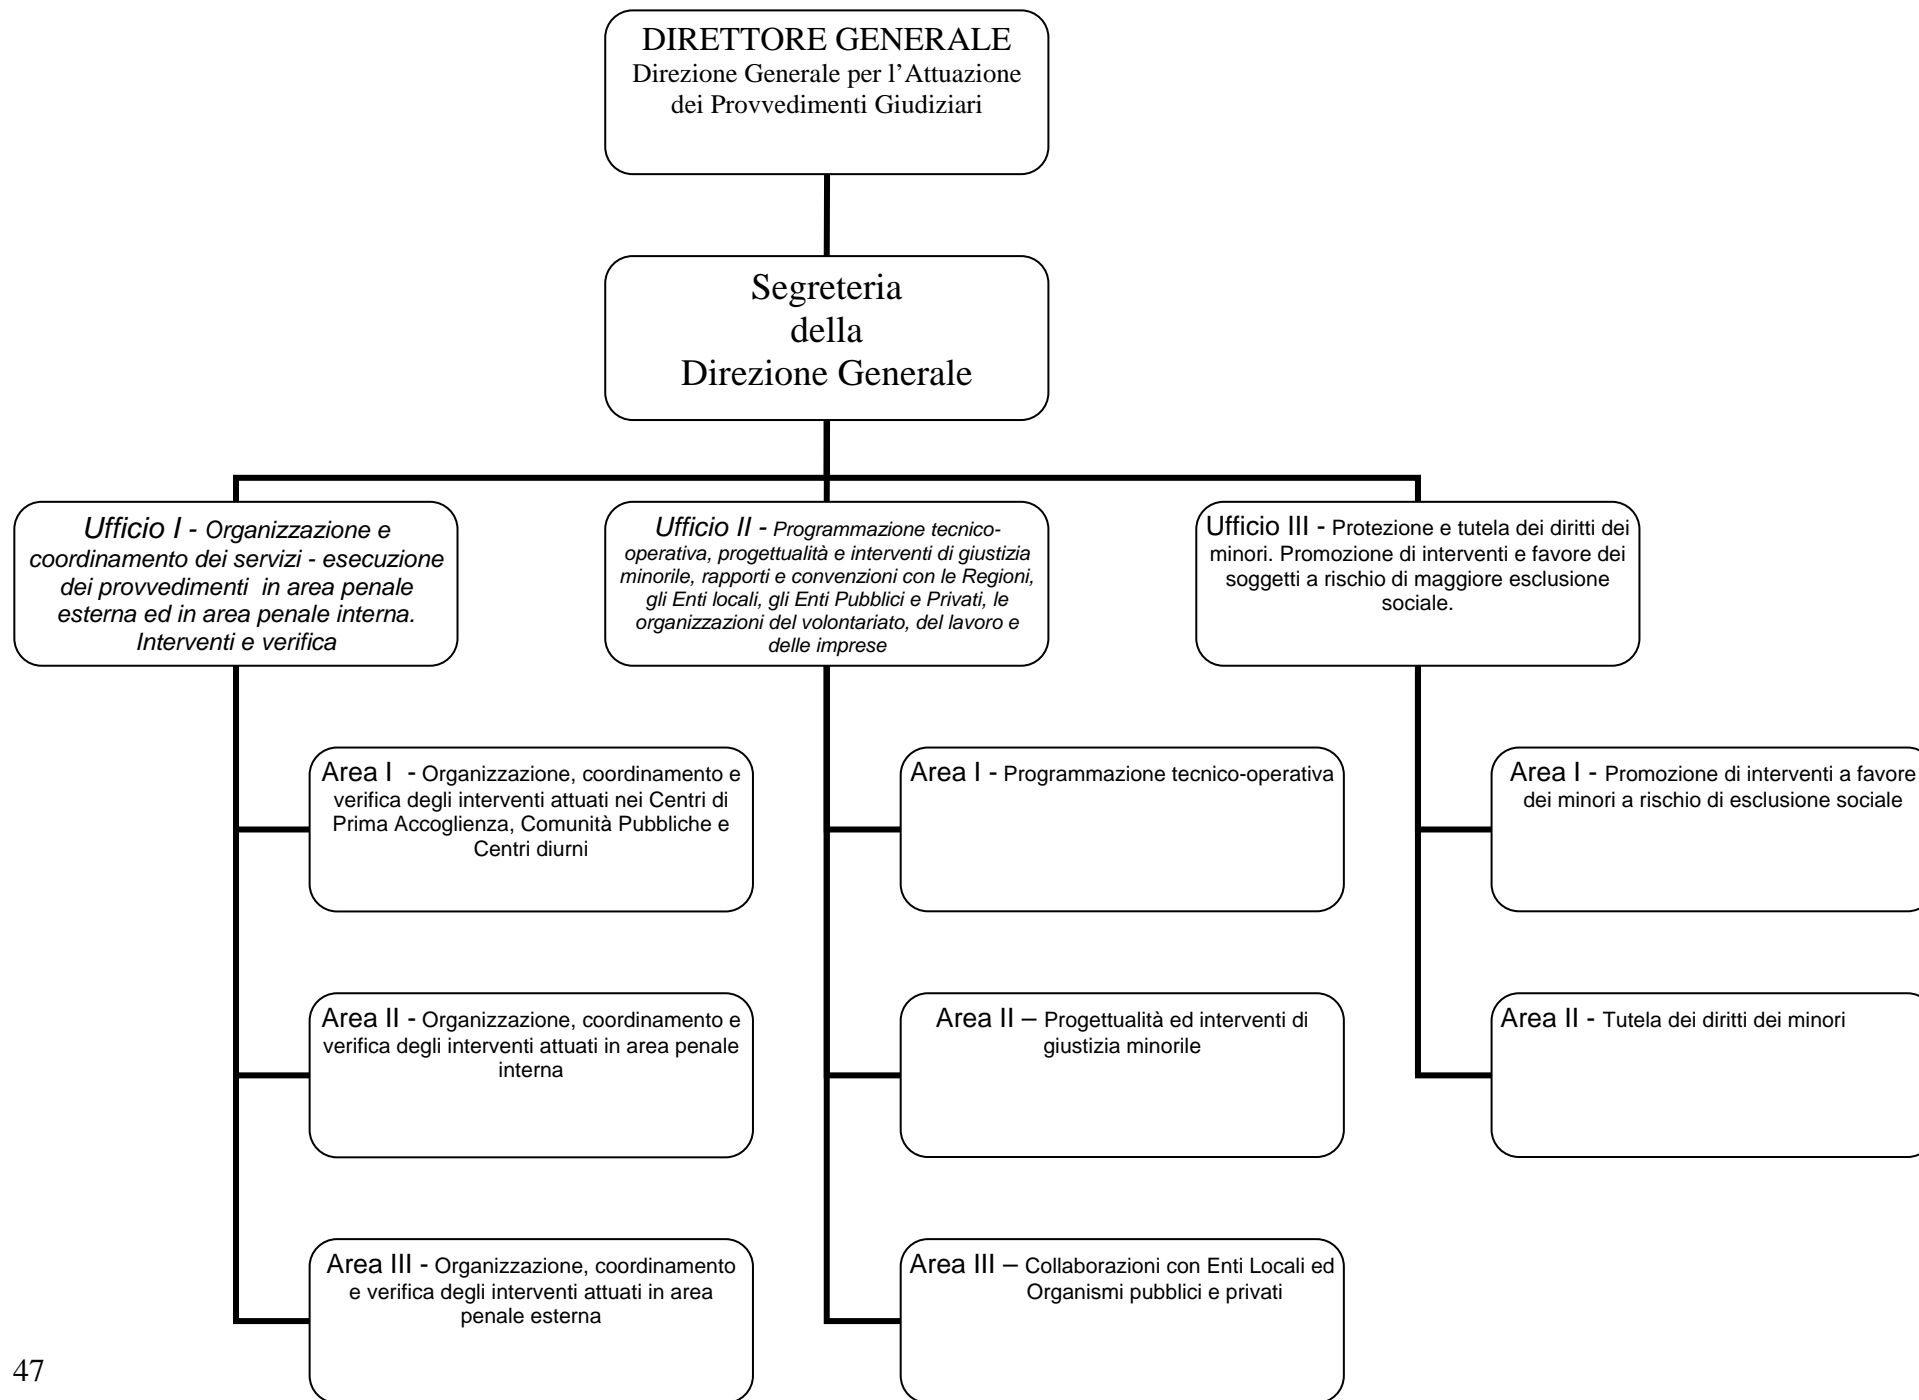 DIRETTORE GENERALE
Direzione Generale per l'Attuazione
dei Provvedimenti Giudiziari
Segreteria
della
Direzione Generale
Ufficio I - Organizzazione e
coordinamento dei servizi - esecuzione
dei provvedimenti in area penale
esterna ed in area penale interna.
Interventi e verifica
Ufficio II - Programmazione tecnico-
operativa, progettualità e interventi di giustizia
minorile, rapporti e convenzioni con le Regioni,
gli Enti locali, gli Enti Pubblici e Privati, le
organizzazioni del volontariato, del lavoro e
delle imprese
Ufficio III - Protezione e tutela dei diritti dei
minori. Promozione di interventi e favore dei
soggetti a rischio di maggiore esclusione
sociale.
Area I - Organizzazione, coordinamento e
verifica degli interventi attuati nei Centri di
Prima Accoglienza, Comunità Pubbliche e
Centri diurni
Area I - Programmazione tecnico-operativa
Area I - Promozione di interventi a favore
dei minori a rischio di esclusione sociale
Area II - Organizzazione, coordinamento e
verifica degli interventi attuati in area penale
interna
Area II – Progettualità ed interventi di
giustizia minorile
Area II - Tutela dei diritti dei minori
Area III - Organizzazione, coordinamento
e verifica degli interventi attuati in area
penale esterna
Area III – Collaborazioni con Enti Locali ed
Organismi pubblici e privati
47